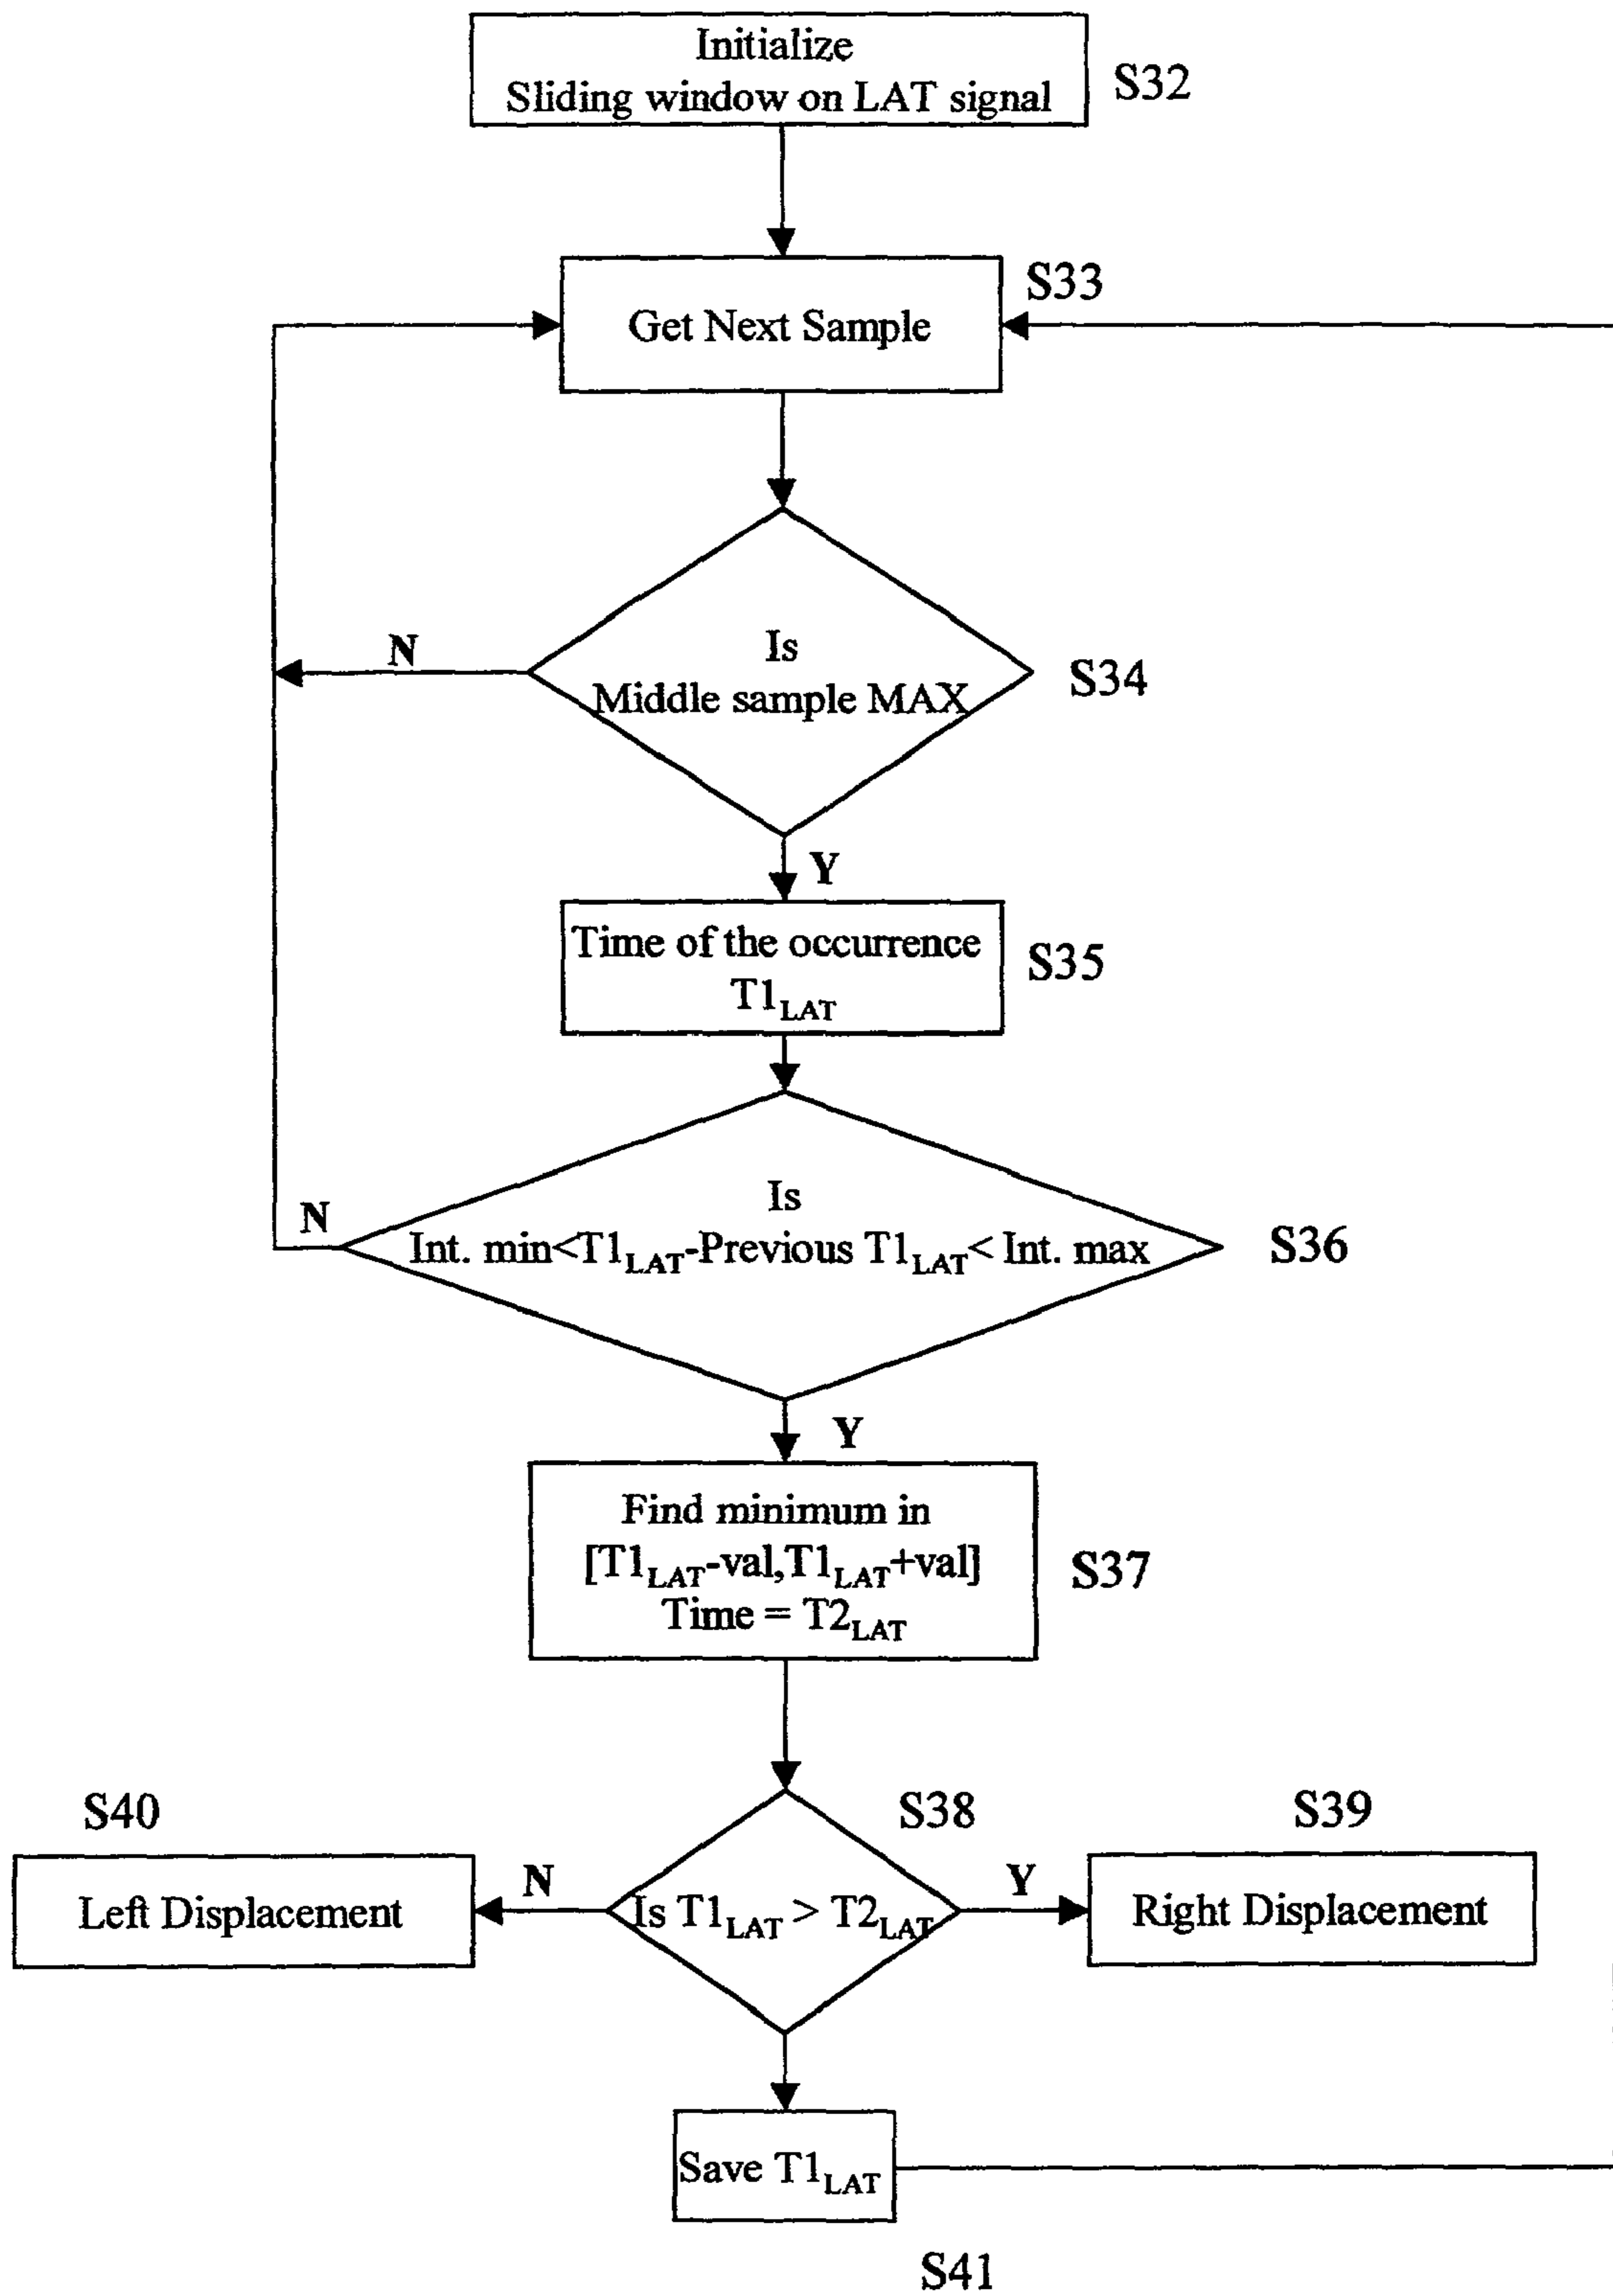 Initialize
Sliding window on LAT signal
S32
S33
Get Next Sample
N
Is
Middle sample MAX
S34
Y
Time of the occurrence
T1LAT
S35
Is
Int. min<T1LAT-Previous T1LAT< Int. max
N
S36
Y
Find minimum in
[T1LAT-val,T1LAT+val]
Time = T2LAT
S37
S40
S38
S39
Left Displacement
N
Is T1LAT > T2LAT
Y
Right Displacement
Save T1LAT
S41